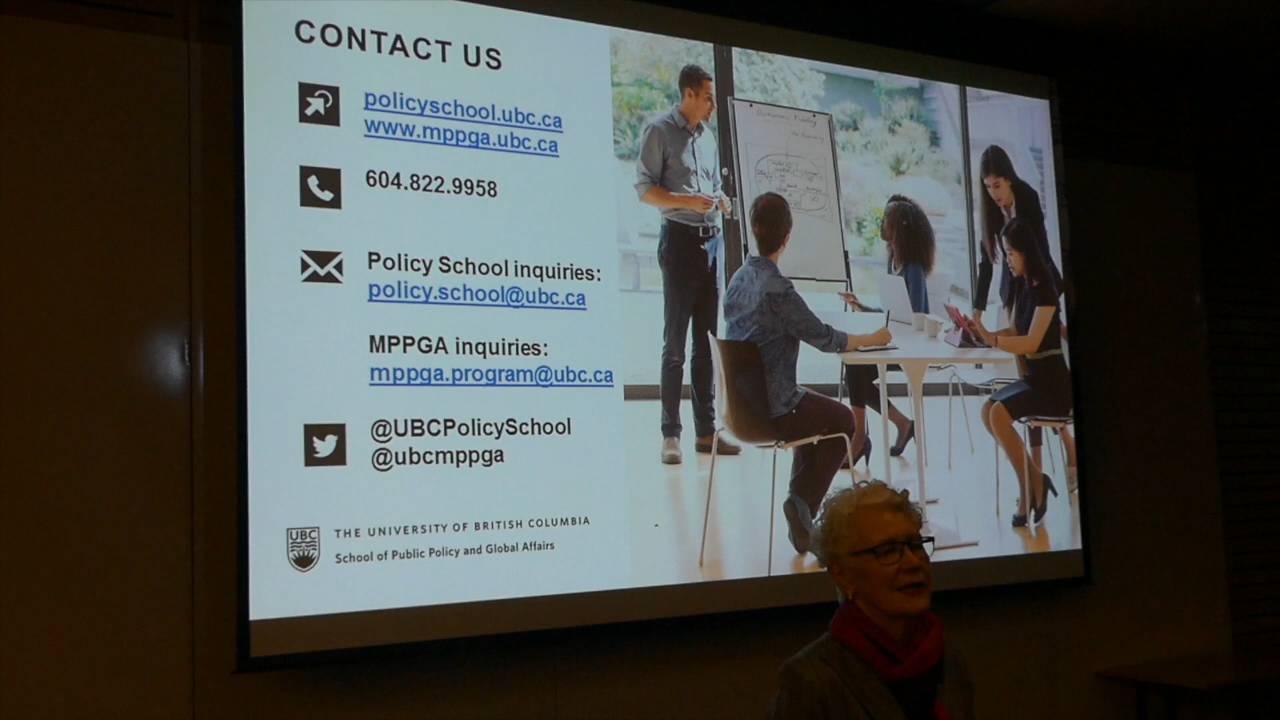 CONTACT US
policyschool.ubc.ca
www.mppga.ubc.ca
604.822.9958
Policy School inquiries:
policy.school@ubc.ca
MPPGA inquiries:
mppga.program@ubc.ca
@UBCPolicySchool
@ubcmppga
UBC
THE UNIVERSITY OF BRITISH COLUMBIA
School of Public Policy and Global Affairs